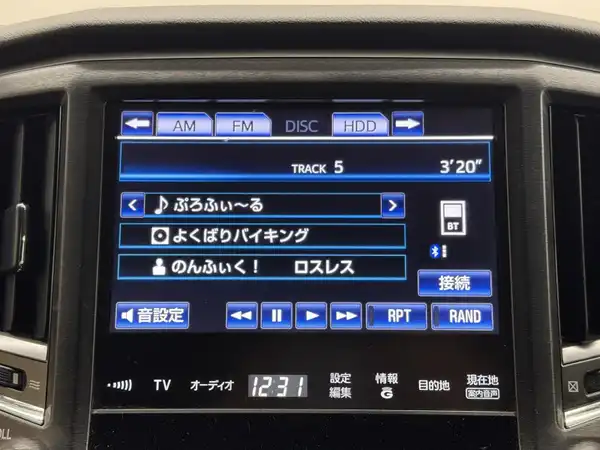 AM FM DISC HDD
TRACK 5 3'20"
ぷろふぃ～る
よくばりバイキング
BT
のんふぃく！ ロスレス
接続
音設定 RPT RAND
TV オーディオ 12:31 設定編集 情報G 目的地 現在地 案内音声
LL